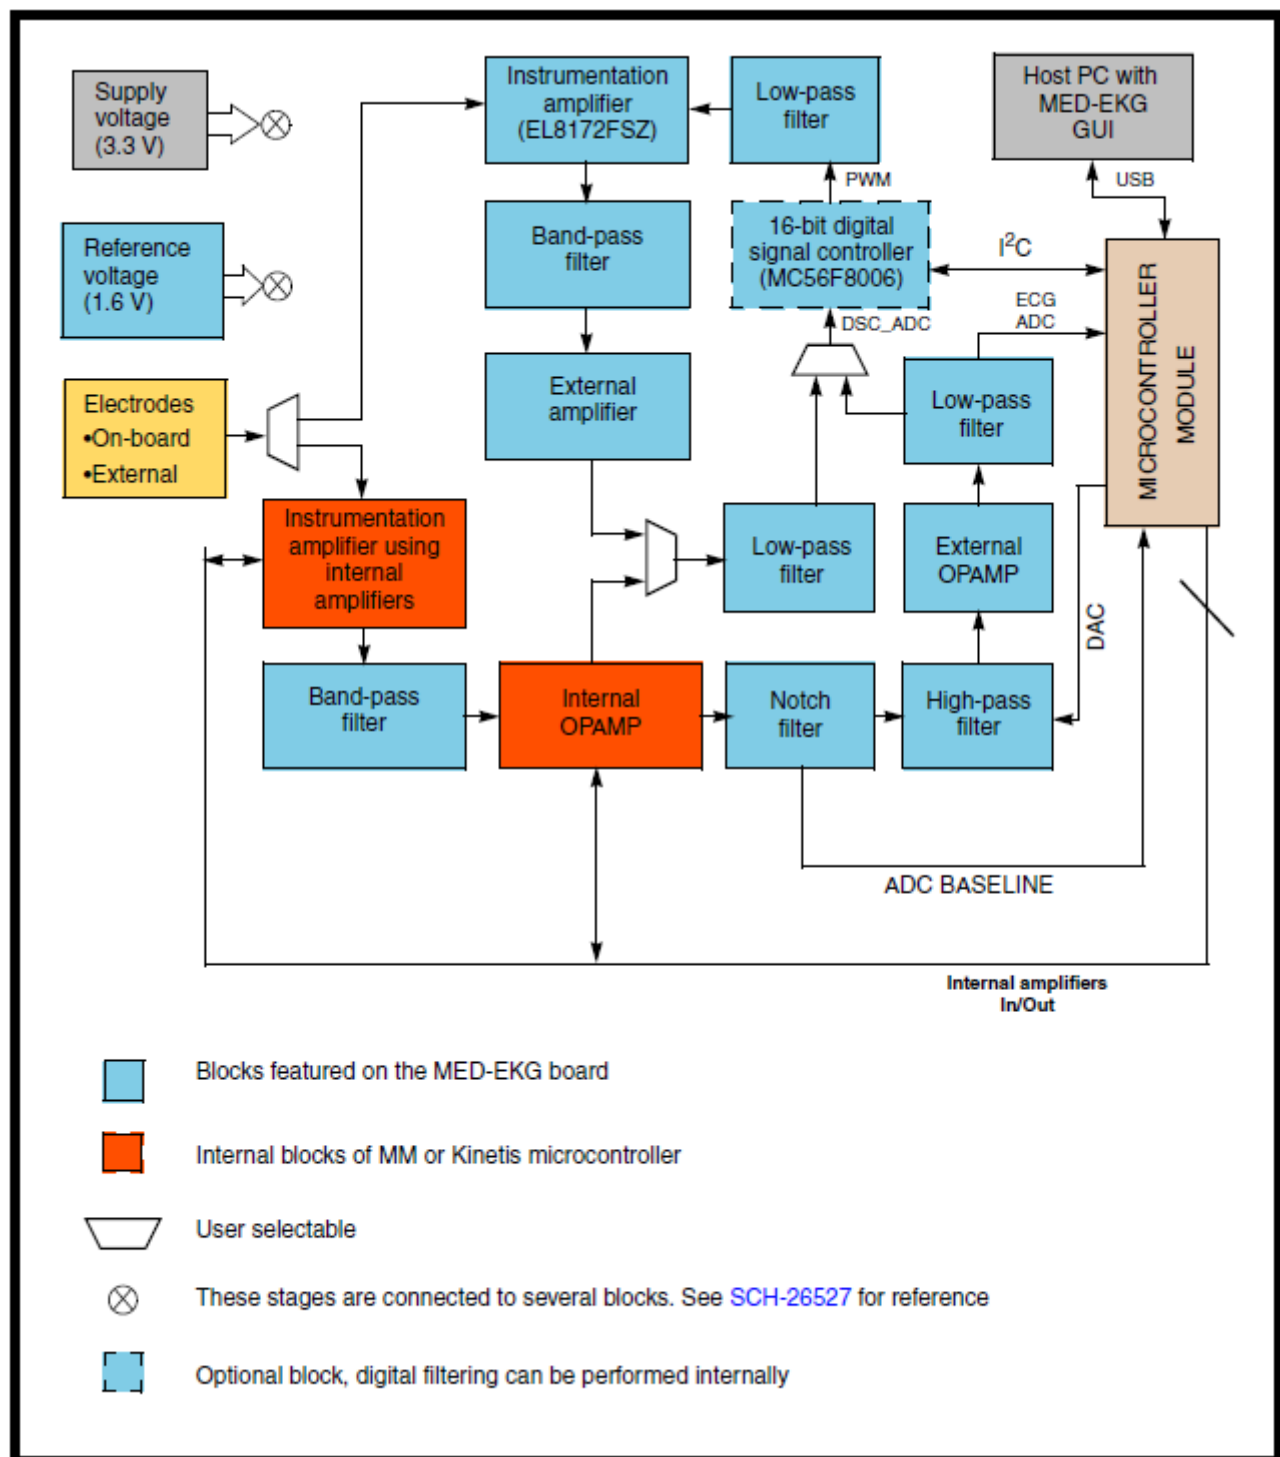 Supply
voltage
(3.3 V)
Instrumentation
amplifier
(EL8172FSZ)
Low-pass
filter
Host PC with
MED-EKG
GUI
PWM
USB
Reference
voltage
(1.6 V)
Band-pass
filter
16-bit digital
signal controller
(MC56F8006)
I²C
ECG
ADC
DSC_ADC
MICROCONTROLLER
MODULE
Electrodes
•On-board
•External
External
amplifier
Low-pass
filter
Instrumentation
amplifier using
internal
amplifiers
Low-pass
filter
External
OPAMP
DAC
Band-pass
filter
Internal
OPAMP
Notch
filter
High-pass
filter
ADC BASELINE
Internal amplifiers
In/Out
Blocks featured on the MED-EKG board
Internal blocks of MM or Kinetis microcontroller
User selectable
These stages are connected to several blocks. See SCH-26527 for reference
Optional block, digital filtering can be performed internally